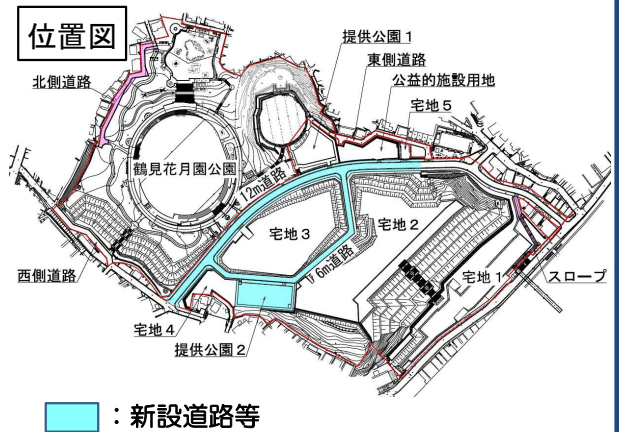 位置図
提供公園1
東側道路
公益的施設用地
宅地5
北側道路
鶴見花月園公園
12m道路
宅地3
宅地2
6m道路
西側道路
宅地1
スロープ
宅地4
提供公園2
：新設道路等